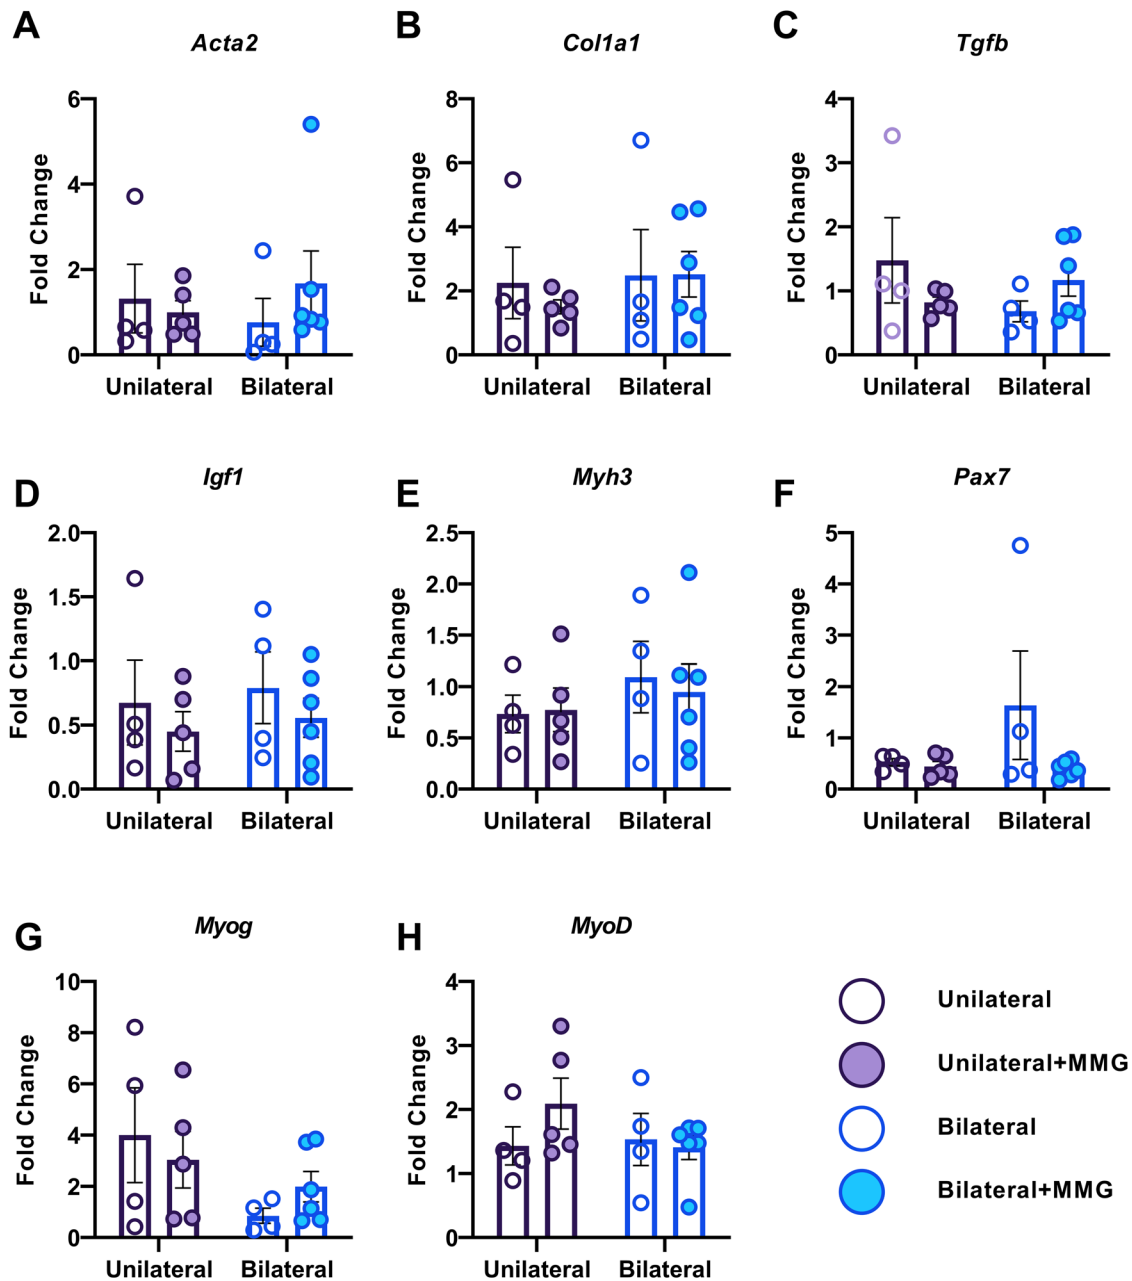 A
Acta2
Fold Change
6
4
2
0
Unilateral
Bilateral
B
Col1a1
Fold Change
8
6
4
2
0
Unilateral
Bilateral
C
Tgfb
Fold Change
4
3
2
1
0
Unilateral
Bilateral
D
Igf1
Fold Change
2.0
1.5
1.0
0.5
0.0
Unilateral
Bilateral
E
Myh3
Fold Change
2.5
2.0
1.5
1.0
0.5
0.0
Unilateral
Bilateral
F
Pax7
Fold Change
5
4
3
2
1
0
Unilateral
Bilateral
G
Myog
Fold Change
10
8
6
4
2
0
Unilateral
Bilateral
H
MyoD
Fold Change
4
3
2
1
0
Unilateral
Bilateral
Unilateral
Unilateral+MMG
Bilateral
Bilateral+MMG